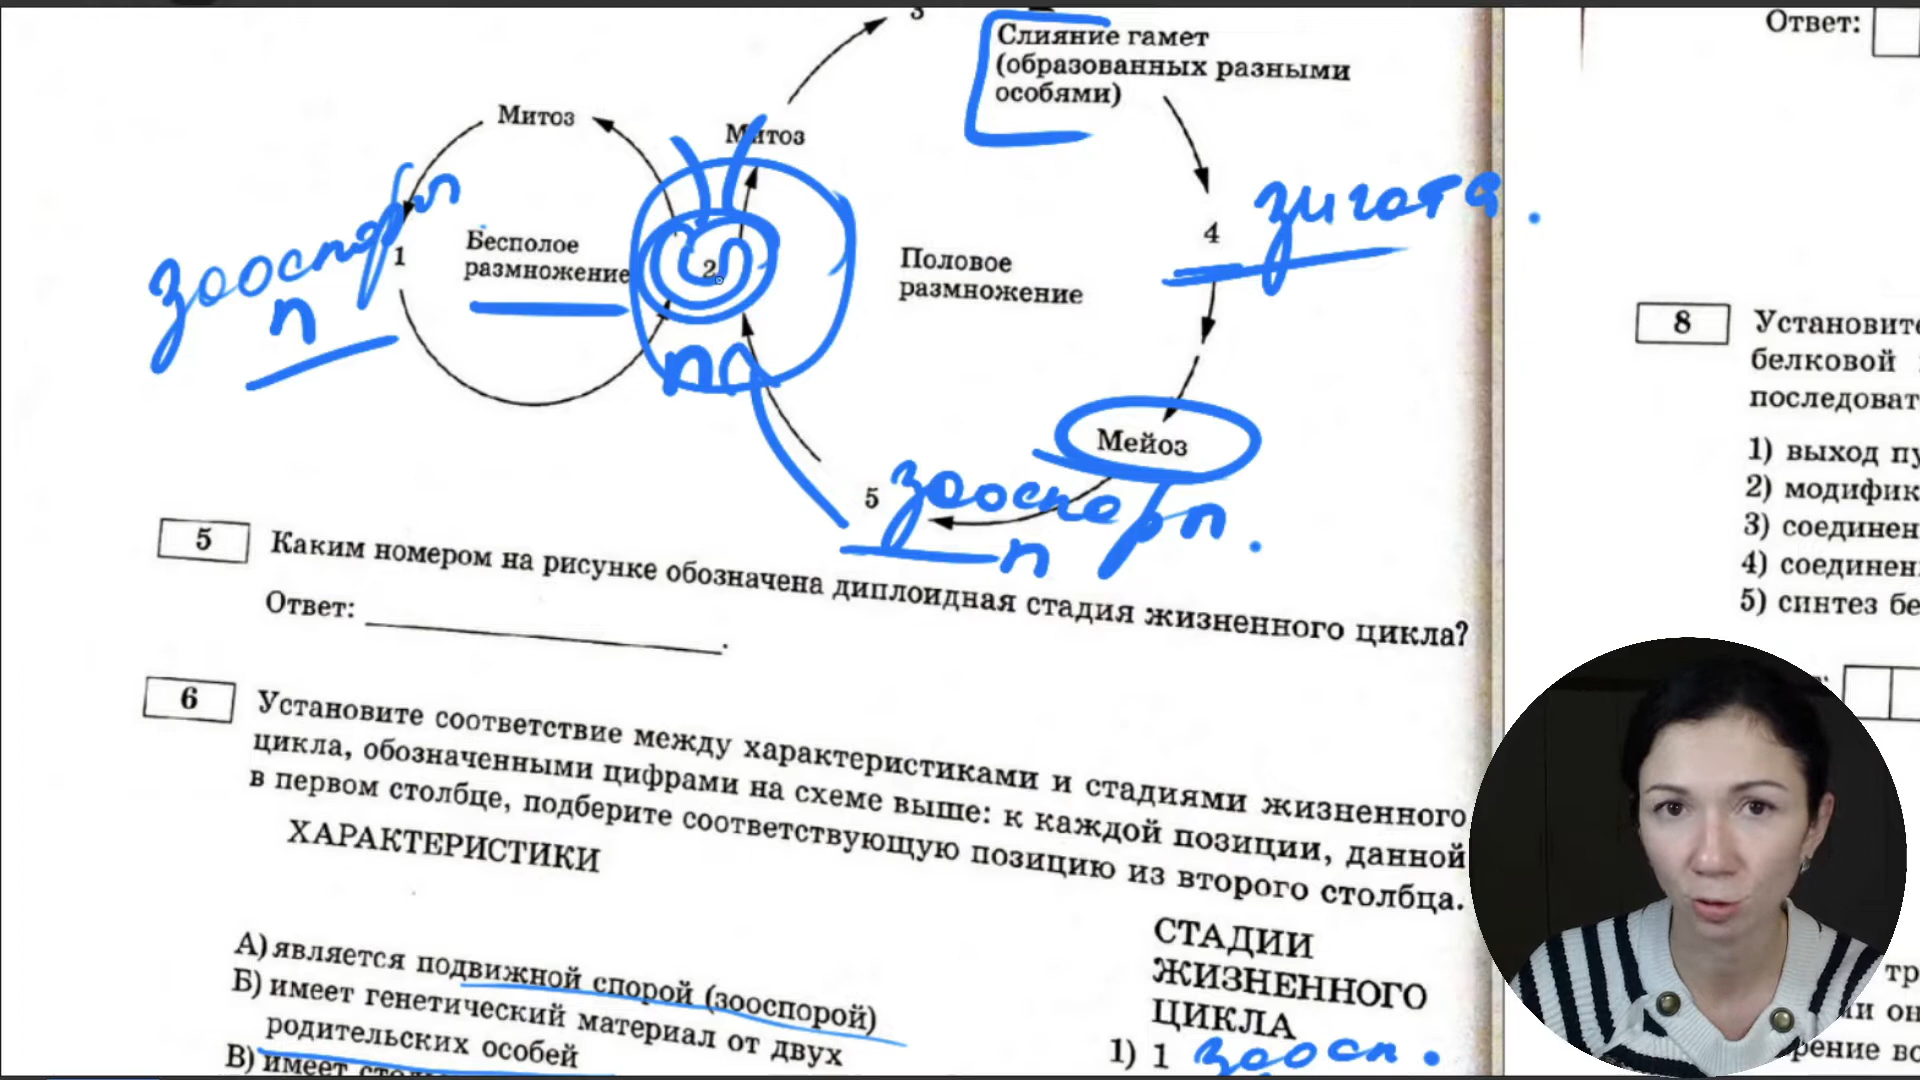 Ответ:
3
Слияние гамет
(образованных разными
особями)
Митоз
Митоз
зооспоры
n
1
Бесполое
размножение
2
n
Половое
размножение
4
зигота.
Мейоз
5
зооспоры.
n
5
Каким номером на рисунке обозначена диплоидная стадия жизненного цикла?
Ответ:
6
Установите соответствие между характеристиками и стадиями жизненного
цикла, обозначенными цифрами на схеме выше: к каждой позиции, данной
в первом столбце, подберите соответствующую позицию из второго столбца.
ХАРАКТЕРИСТИКИ
А) является подвижной спорой (зооспорой)
Б) имеет генетический материал от двух
родительских особей
В) имеет
СТАДИИ
ЖИЗНЕННОГО
ЦИКЛА
1) 1 зоосп.
8
Установите
белковой
последоват
1) выход пу
2) модифик
3) соединен
4) соединен
5) синтез бе